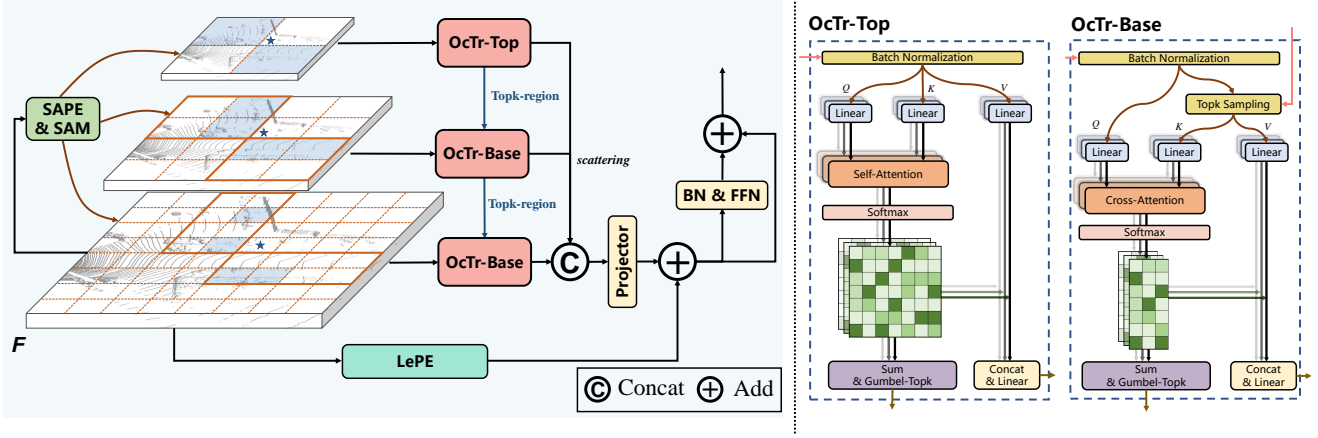 SAPE
& SAM
F
OcTr-Top
Topk-region
OcTr-Base
scattering
Topk-region
OcTr-Base
C
Projector
BN & FFN
LePE
C Concat
Add
OcTr-Top
Batch Normalization
Q
K
V
Linear
Linear
Linear
Self-Attention
Softmax
Sum
& Gumbel-Topk
Concat
& Linear
OcTr-Base
Batch Normalization
Topk Sampling
Q
K
V
Linear
Linear
Linear
Cross-Attention
Softmax
Sum
& Gumbel-Topk
Concat
& Linear